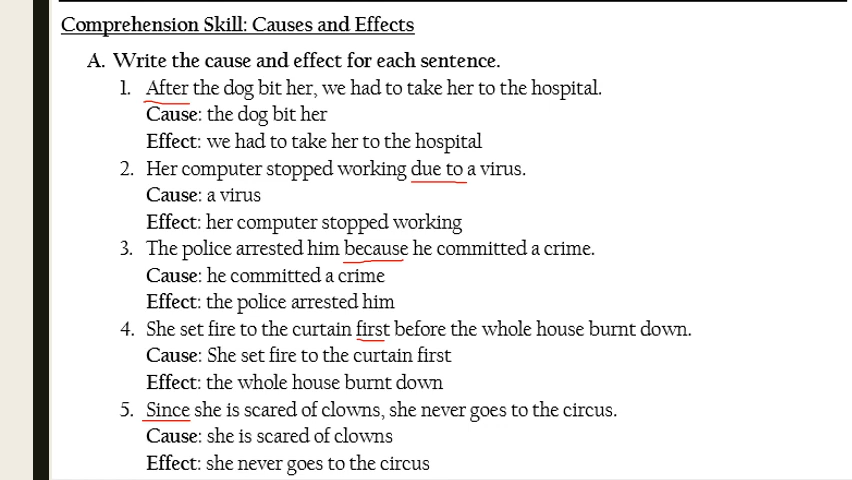 Comprehension Skill: Causes and Effects
A. Write the cause and effect for each sentence.
1. After the dog bit her, we had to take her to the hospital.
Cause: the dog bit her
Effect: we had to take her to the hospital
2. Her computer stopped working due to a virus.
Cause: a virus
Effect: her computer stopped working
3. The police arrested him because he committed a crime.
Cause: he committed a crime
Effect: the police arrested him
4. She set fire to the curtain first before the whole house burnt down.
Cause: She set fire to the curtain first
Effect: the whole house burnt down
5. Since she is scared of clowns, she never goes to the circus.
Cause: she is scared of clowns
Effect: she never goes to the circus